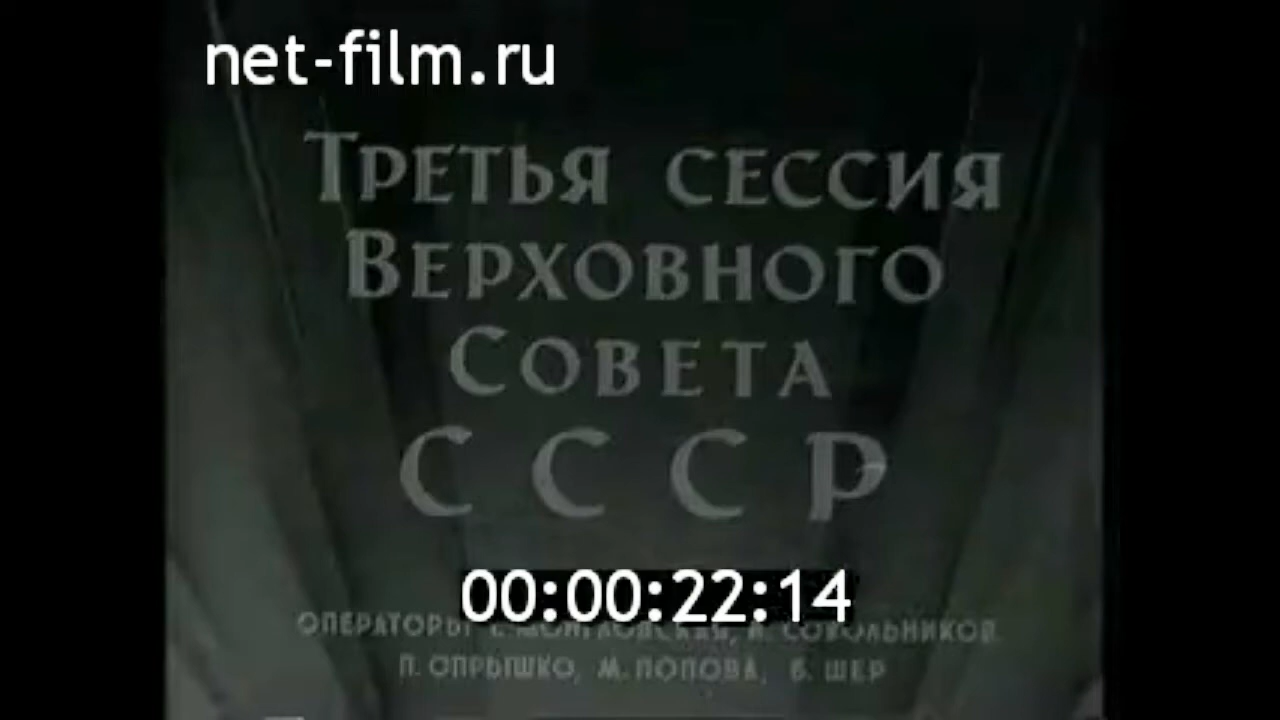 net-film.ru
ТРЕТЬЯ СЕССИЯ
ВЕРХОВНОГО
СОВЕТА
СССР
00:00:22:14
ОПЕРАТОРЫ
П. ОПРЫШКО, М. ПОПОВА, Б. ШЕР